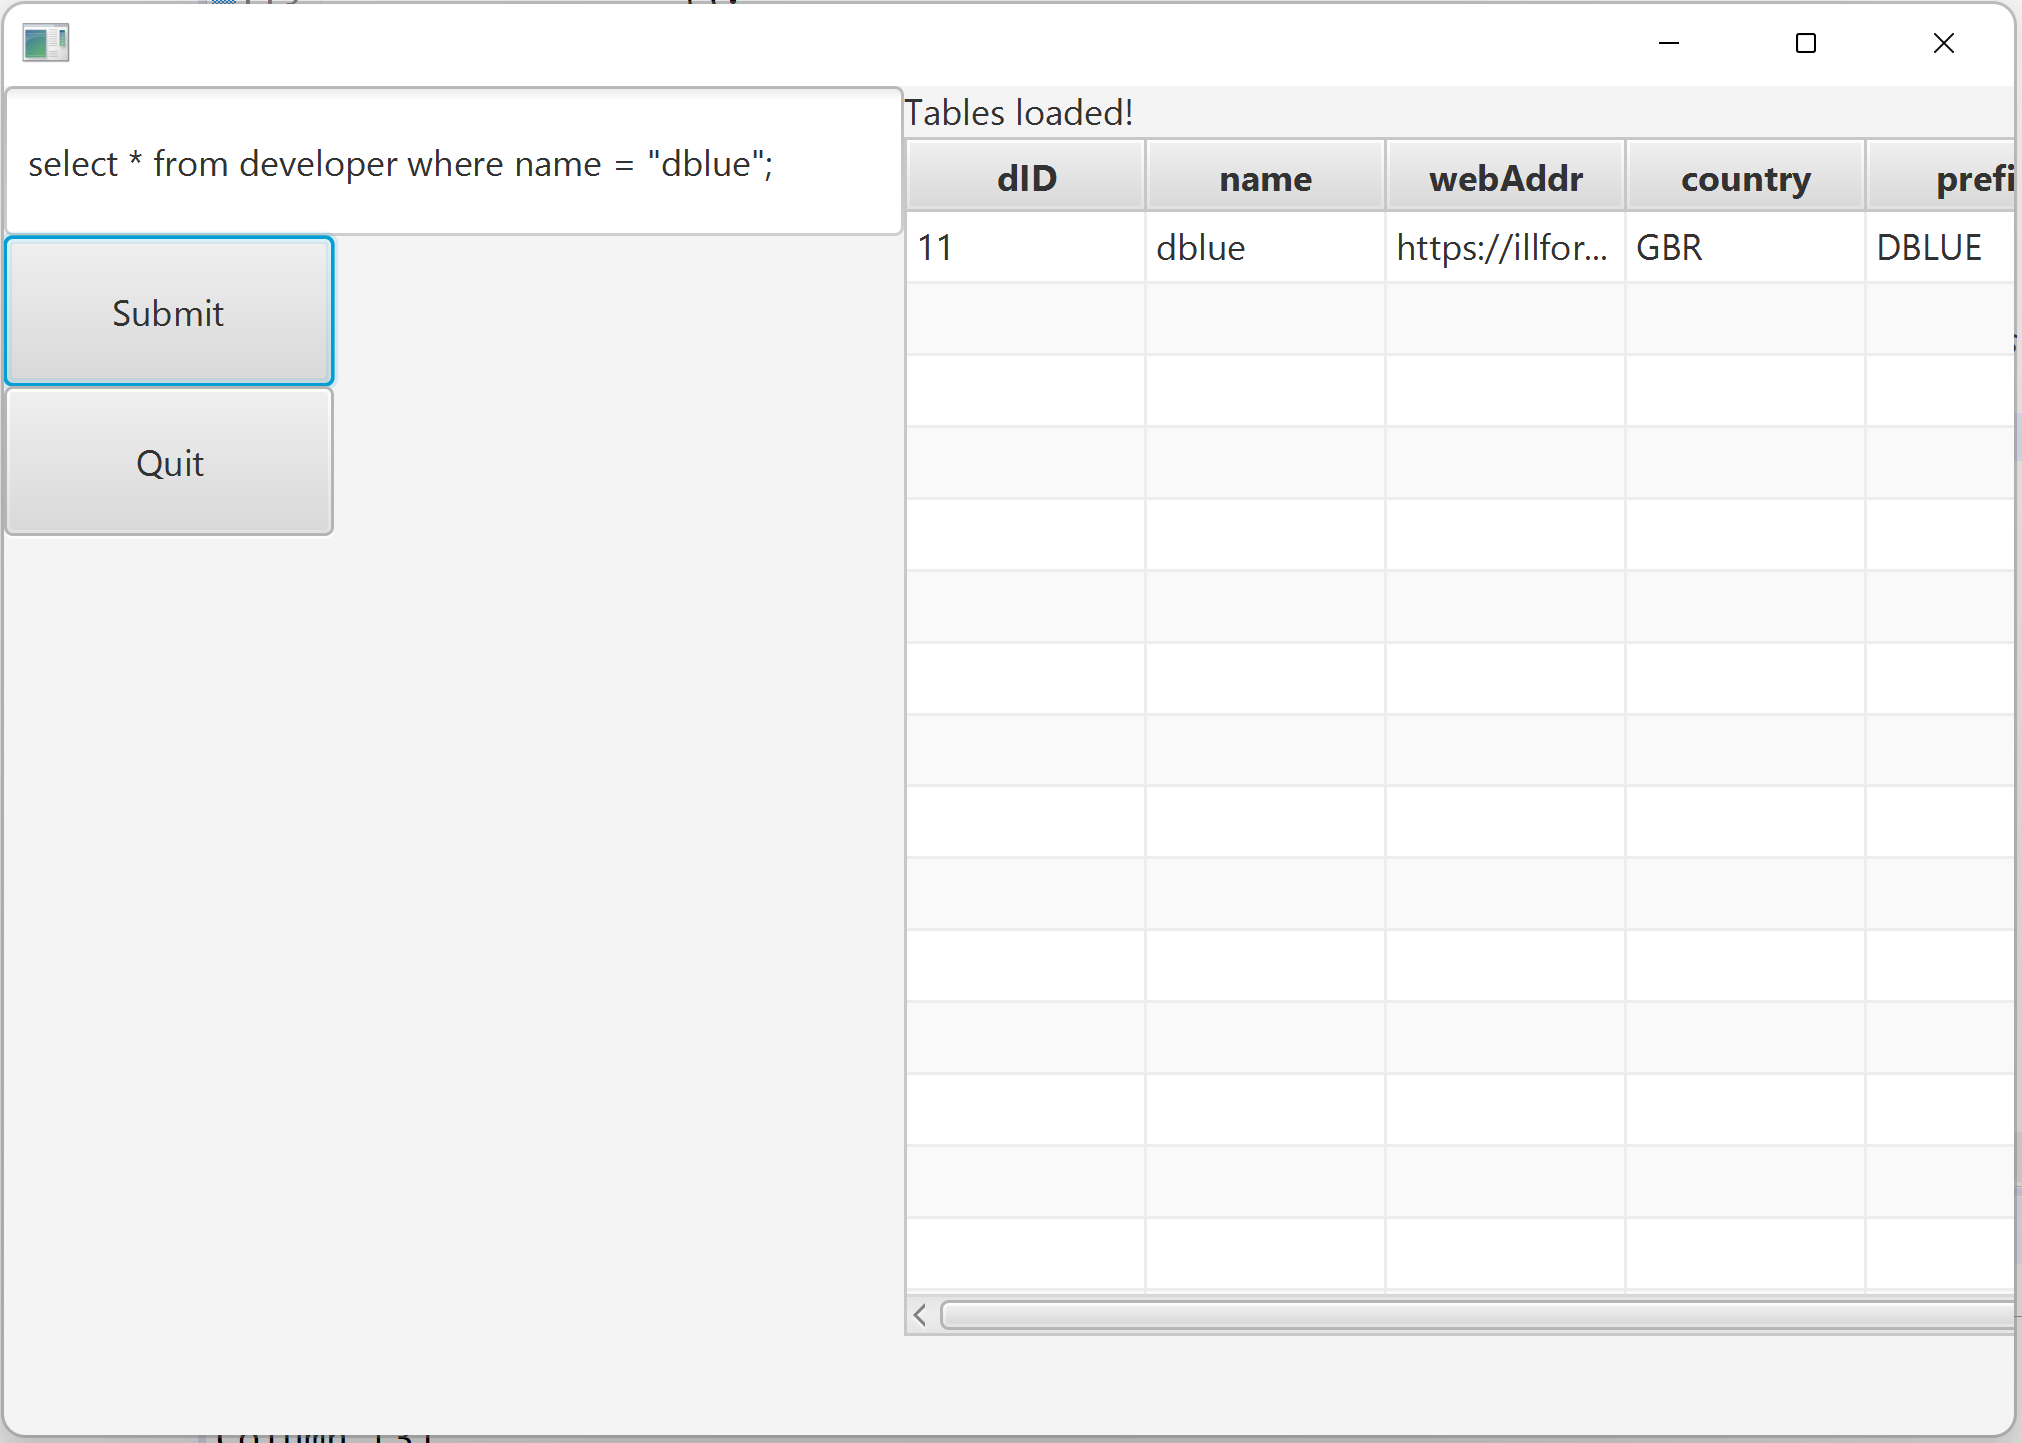 select * from developer where name = "dblue";
Submit
Quit
Tables loaded!
dID name webAddr country prefi
11 dblue https://illfor... GBR DBLUE